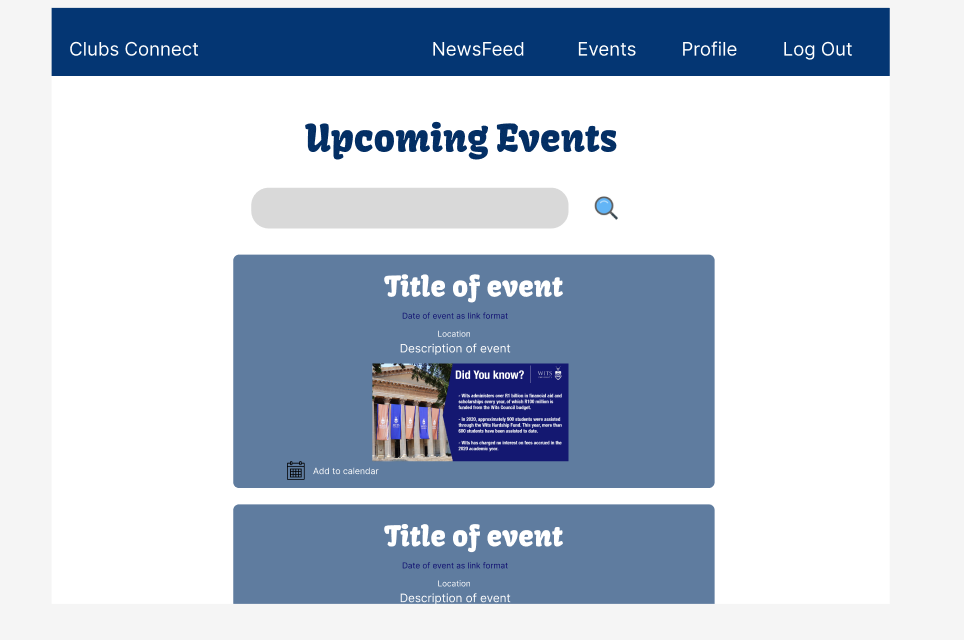 Clubs Connect
NewsFeed
Events
Profile
Log Out
Upcoming Events
Title of event
Date of event as link format
Location
Description of event
Did You know?
WITS
- Wits administers over R1 billion in financial aid and
scholarships every year, of which R100 million is
funded from the Wits Council budget.
- In 2020, approximately 900 students were assisted
through the Wits Hardship Fund. This year, more than
600 students have been assisted to date.
- Wits has charged no interest on fees accrued in the
2020 academic year.
Add to calendar
Title of event
Date of event as link format
Location
Description of event